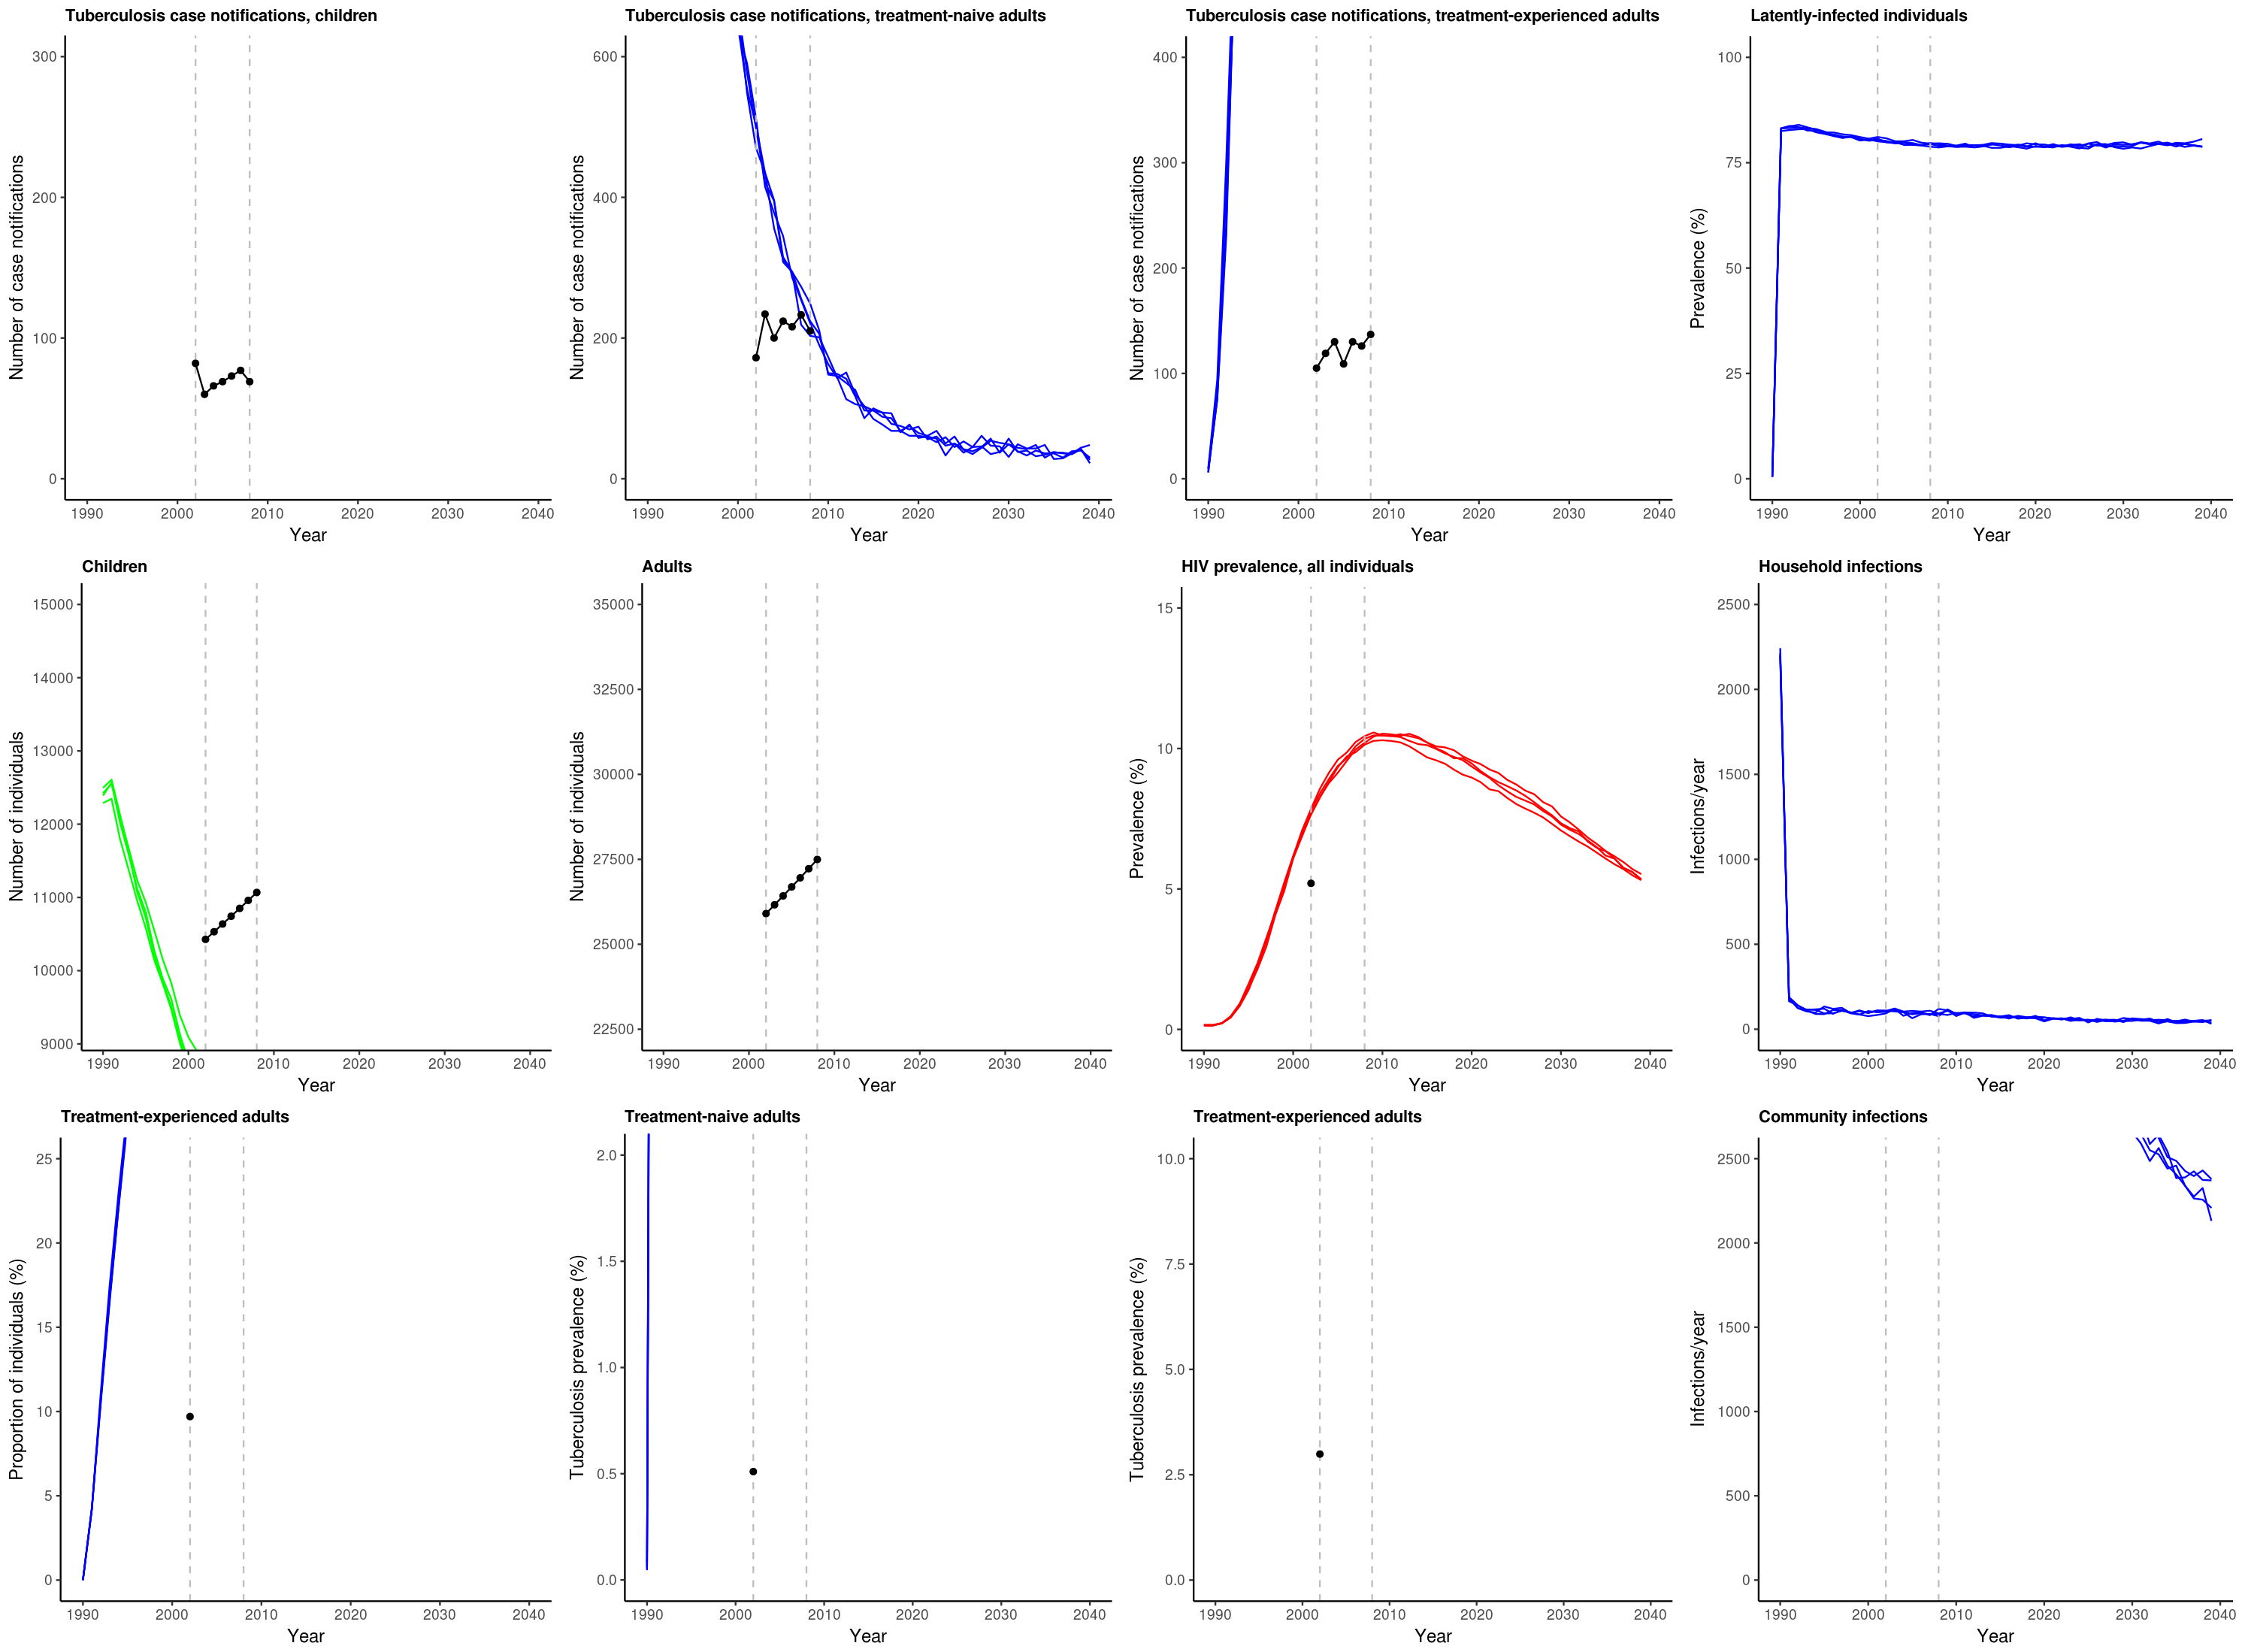 Tuberculosis case notifications, children
300
200
100
0
1990 2000 2010 2020 2030 2040
Number of case notifications
Year
Tuberculosis case notifications, treatment-naive adults
600
400
200
0
1990 2000 2010 2020 2030 2040
Number of case notifications
Year
Tuberculosis case notifications, treatment-experienced adults
400
300
200
100
0
1990 2000 2010 2020 2030 2040
Number of case notifications
Year
Latently-infected individuals
100
75
50
25
0
1990 2000 2010 2020 2030 2040
Prevalence (%)
Year
Children
15000
14000
13000
12000
11000
10000
9000
1990 2000 2010 2020 2030 2040
Number of individuals
Year
Adults
35000
32500
30000
27500
25000
22500
1990 2000 2010 2020 2030 2040
Number of individuals
Year
HIV prevalence, all individuals
15
10
5
0
1990 2000 2010 2020 2030 2040
Prevalence (%)
Year
Household infections
2500
2000
1500
1000
500
0
1990 2000 2010 2020 2030 2040
Infections/year
Year
Treatment-experienced adults
25
20
15
10
5
0
1990 2000 2010 2020 2030 2040
Proportion of individuals (%)
Year
Treatment-naive adults
2.0
1.5
1.0
0.5
0.0
1990 2000 2010 2020 2030 2040
Tuberculosis prevalence (%)
Year
Treatment-experienced adults
10.0
7.5
5.0
2.5
0.0
1990 2000 2010 2020 2030 2040
Tuberculosis prevalence (%)
Year
Community infections
2500
2000
1500
1000
500
0
1990 2000 2010 2020 2030 2040
Infections/year
Year